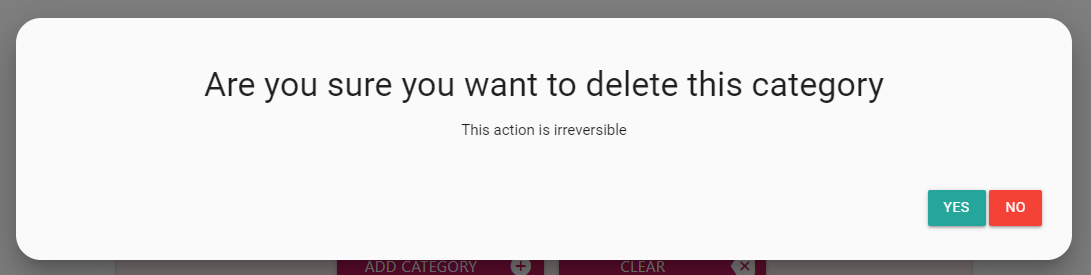 Are you sure you want to delete this category
This action is irreversible
YES NO
ADD CATEGORY CLEAR